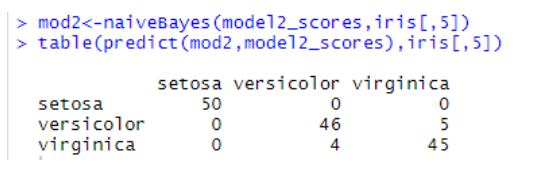 > mod2<-naiveBayes(model2_scores,iris[,5])
> table(predict(mod2,model2_scores),iris[,5])
setosa versicolor virginica
setosa 50 0 0
versicolor 0 46 5
virginica 0 4 45